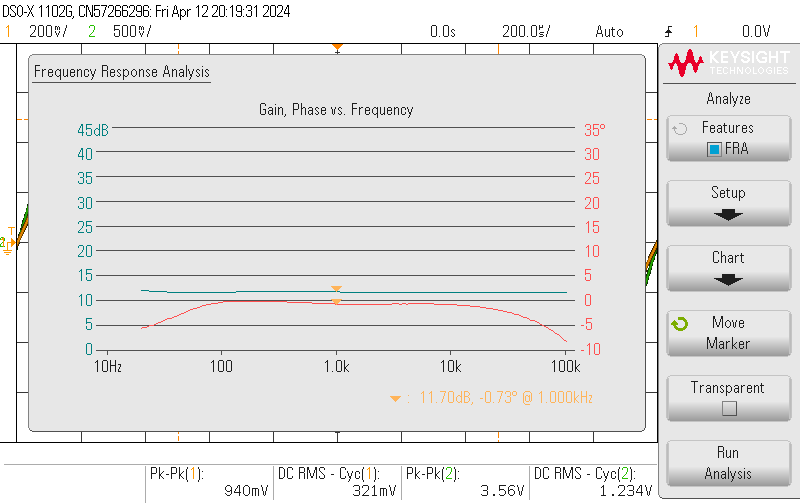 DSO-X 1102G, CN57266296: Fri Apr 12 20:19:31 2024
1 200mV/ 2 500mV/ 0.0s 200.0ms/ Auto 1 0.0V
KEYSIGHT
TECHNOLOGIES
Frequency Response Analysis
Analyze
Gain, Phase vs. Frequency
Features
FRA
45dB 35°
40 30
35 25
30 20
25 15
20 10
15 5
10 0
5 -5
0 -10
10Hz 100 1.0k 10k 100k
: 11.70dB, -0.73° @ 1.000kHz
Setup
Chart
Move
Marker
Transparent
Run
Analysis
2
T
Pk-Pk(1): DC RMS - Cyc(1): Pk-Pk(2): DC RMS - Cyc(2):
940mV 321mV 3.56V 1.234V